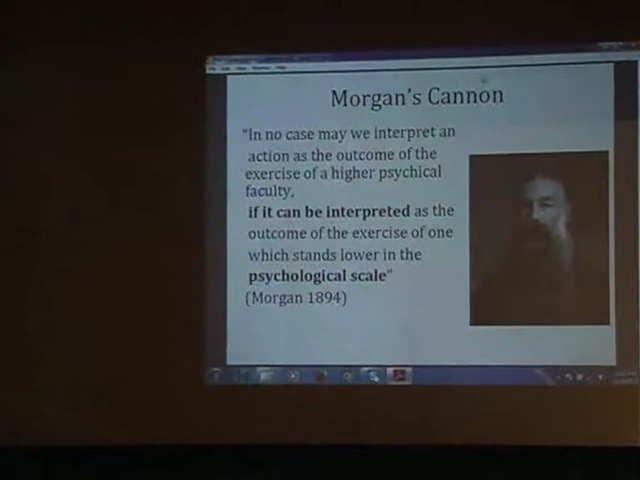 Morgan's Cannon
"In no case may we interpret an
action as the outcome of the
exercise of a higher psychical
faculty,
if it can be interpreted as the
outcome of the exercise of one
which stands lower in the
psychological scale"
(Morgan 1894)